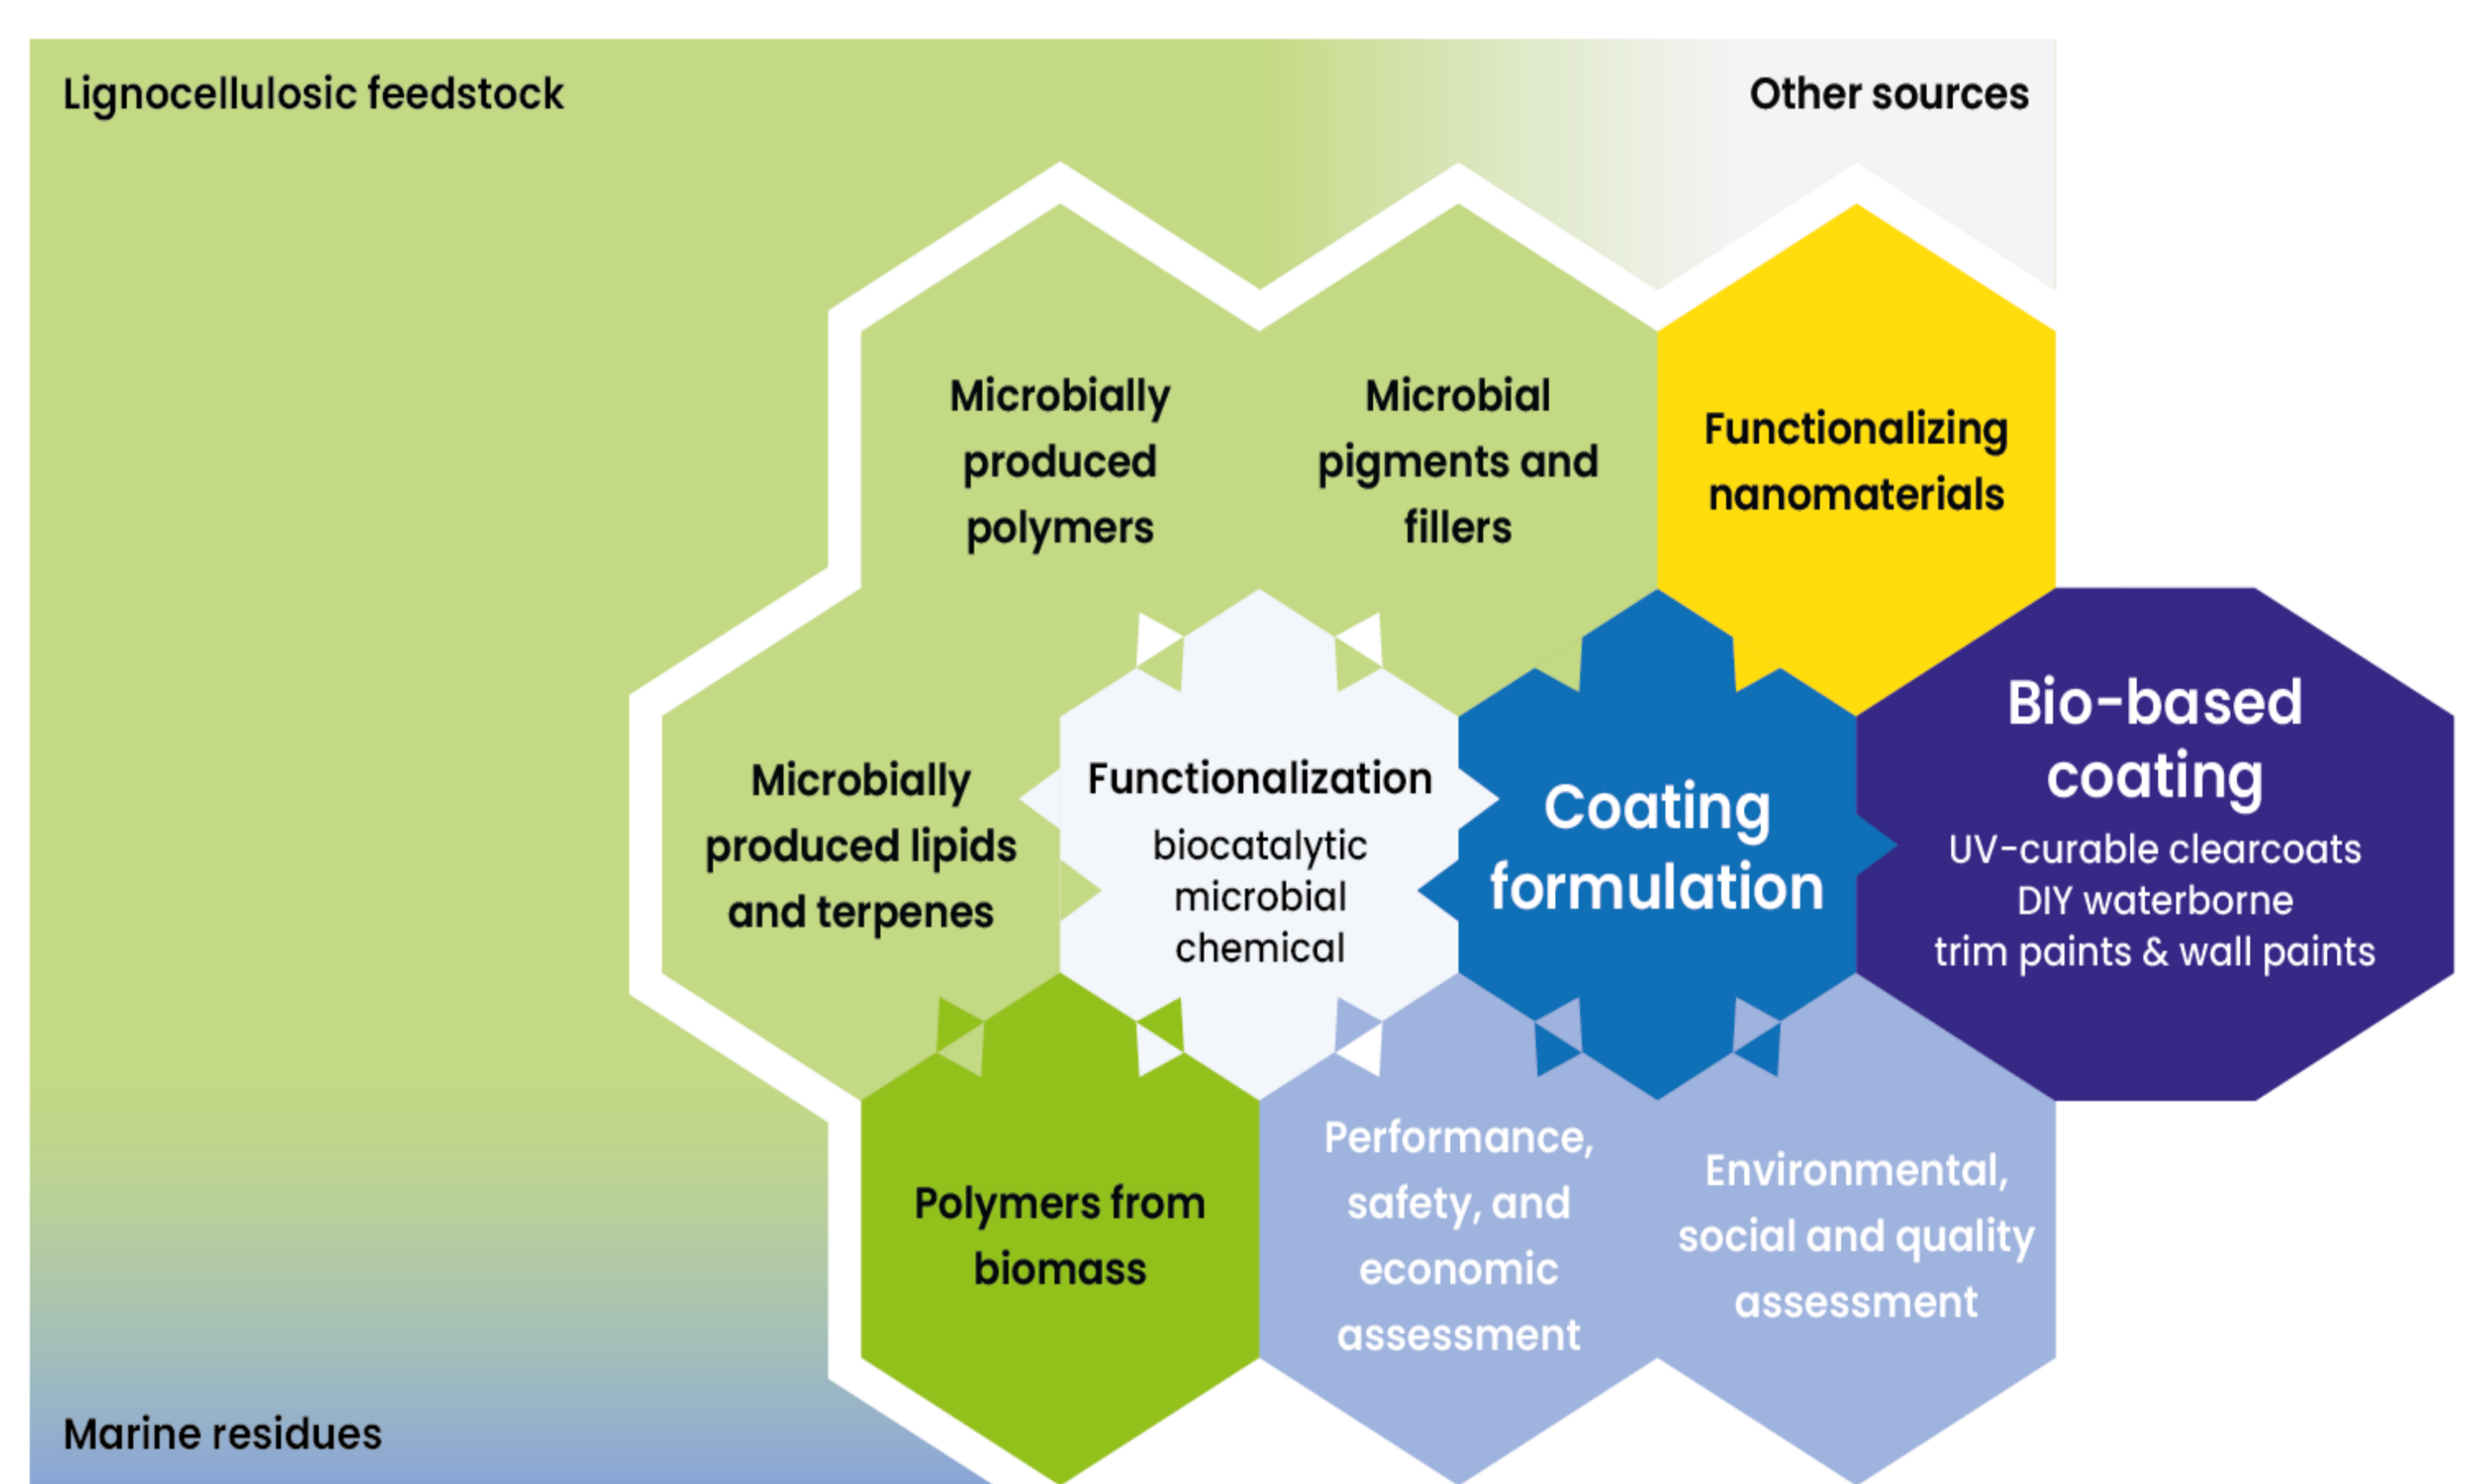 Lignocellulosic feedstock
Other sources
Microbially
produced
polymers
Microbial
pigments and
fillers
Functionalizing
nanomaterials
Microbially
produced lipids
and terpenes
Functionalization
biocatalytic
microbial
chemical
Coating
formulation
Bio-based
coating
UV-curable clearcoats
DIY waterborne
trim paints & wall paints
Polymers from
biomass
Performance,
safety, and
economic
assessment
Environmental,
social and quality
assessment
Marine residues